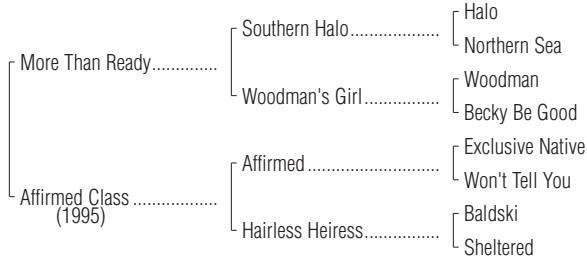 Halo
Southern Halo
Northern Sea
More Than Ready
Woodman
Woodman's Girl
Becky Be Good
Exclusive Native
Affirmed
Won't Tell You
Affirmed Class
(1995)
Baldski
Hairless Heiress
Sheltered